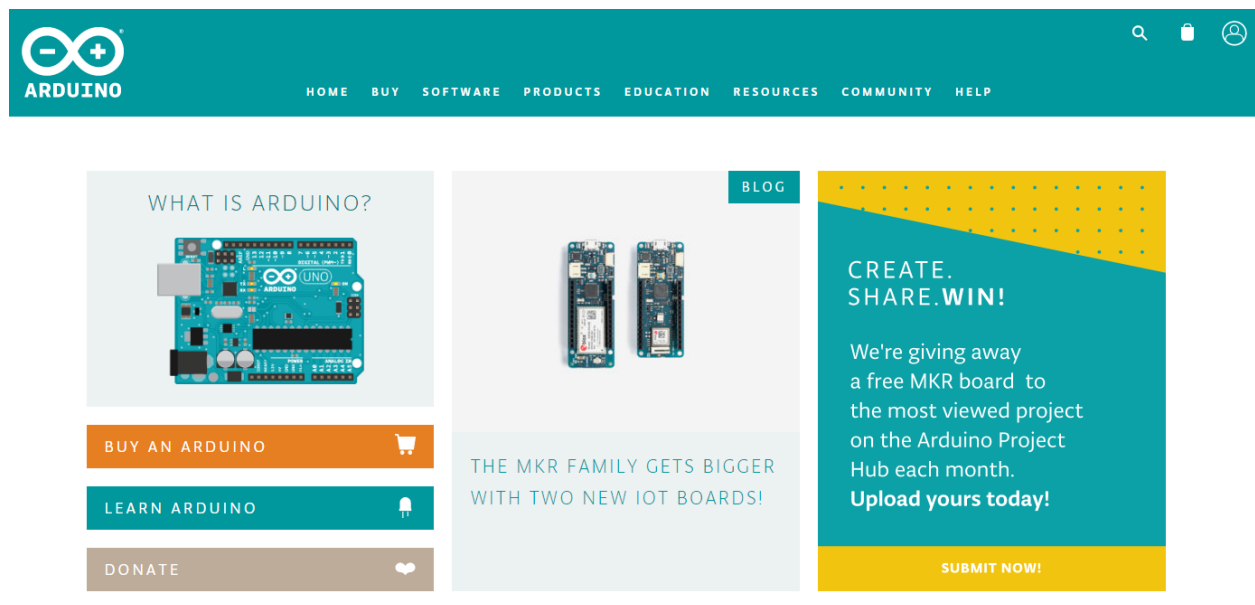 ARDUINO
HOME BUY SOFTWARE PRODUCTS EDUCATION RESOURCES COMMUNITY HELP
WHAT IS ARDUINO?
UNO
ARDUINO
BUY AN ARDUINO
LEARN ARDUINO
DONATE
BLOG
THE MKR FAMILY GETS BIGGER
WITH TWO NEW IOT BOARDS!
CREATE.
SHARE.WIN!
We're giving away
a free MKR board to
the most viewed project
on the Arduino Project
Hub each month.
Upload yours today!
SUBMIT NOW!